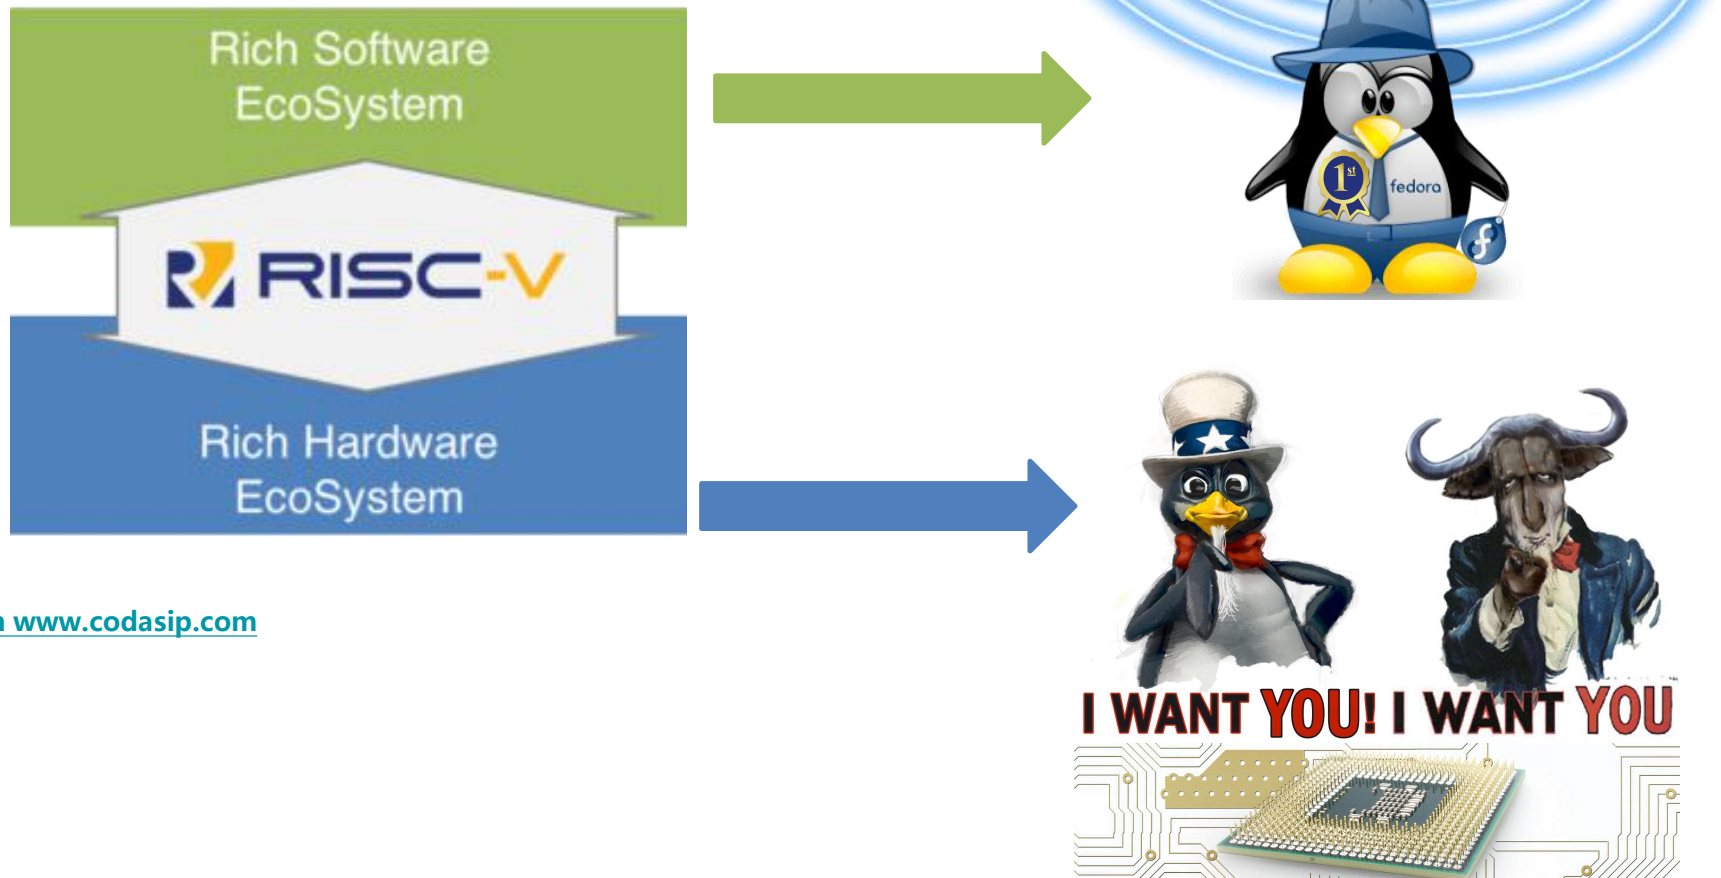 Rich Software
EcoSystem
RISC-V
Rich Hardware
EcoSystem
www.codasip.com
1st
fedora
I WANT YOU! I WANT YOU